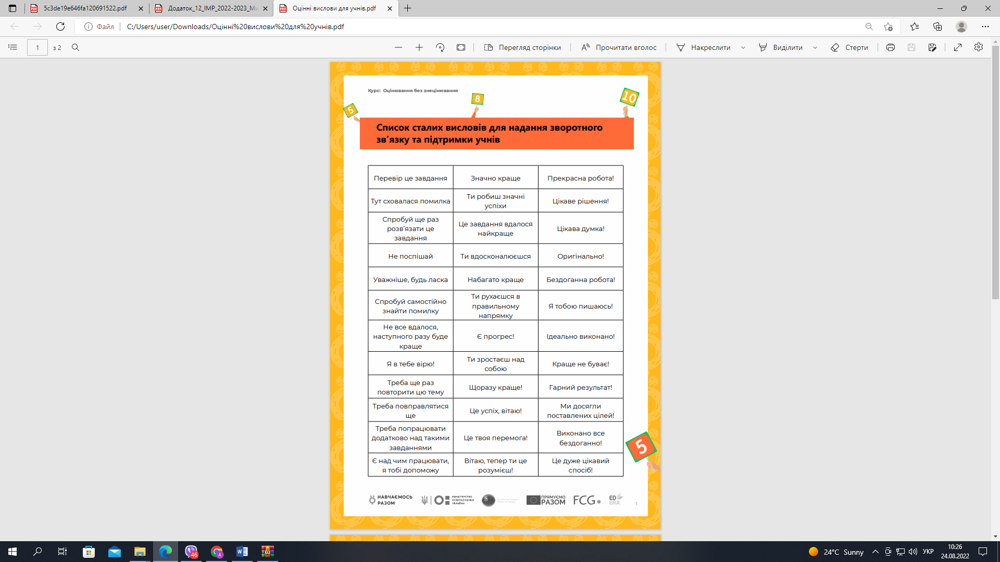 5c3de19e646fa120691522.pdf
Додаток_12_ІМР_2022-2023_Ми
Оцінні вислови для учнів.pdf
Файл
C:/Users/user/Downloads/Оцінні%20вислови%20для%20учнів.pdf
1
з 2
Перегляд сторінки
Прочитати вголос
Накреслити
Виділити
Стерти
Курс: Оцінювання без знецінювання
5
8
10
Список сталих висловів для надання зворотного
зв’язку та підтримки учнів
Перевір це завдання
Значно краще
Прекрасна робота!
Тут сховалася помилка
Ти робиш значні
успіхи
Цікаве рішення!
Спробуй ще раз
розв’язати це
завдання
Це завдання вдалося
найкраще
Цікава думка!
Не поспішай
Ти вдосконалюєшся
Оригінально!
Уважніше, будь ласка
Набагато краще
Бездоганна робота!
Спробуй самостійно
знайти помилку
Ти рухаєшся в
правильному
напрямку
Я тобою пишаюсь!
Не все вдалося,
наступного разу буде
краще
Є прогрес!
Ідеально виконано!
Я в тебе вірю!
Ти зростаєш над
собою
Краще не буває!
Треба ще раз
повторити цю тему
Щоразу краще!
Гарний результат!
Треба повправлятися
ще
Це успіх, вітаю!
Ми досягли
поставлених цілей!
Треба попрацювати
додатково над такими
завданнями
Це твоя перемога!
Виконано все
бездоганно!
Є над чим працювати,
я тобі допоможу
Вітаю, тепер ти це
розумієш!
Це дуже цікавий
спосіб!
5
НАВЧАЄМОСЬ
РАЗОМ
МІНІСТЕРСТВО
ОСВІТИ І НАУКИ
УКРАЇНИ
ПРЯМУЄМО
РАЗОМ
FCG
ED
ERA
1
46
24°C Sunny
УКР
10:26
24.08.2022